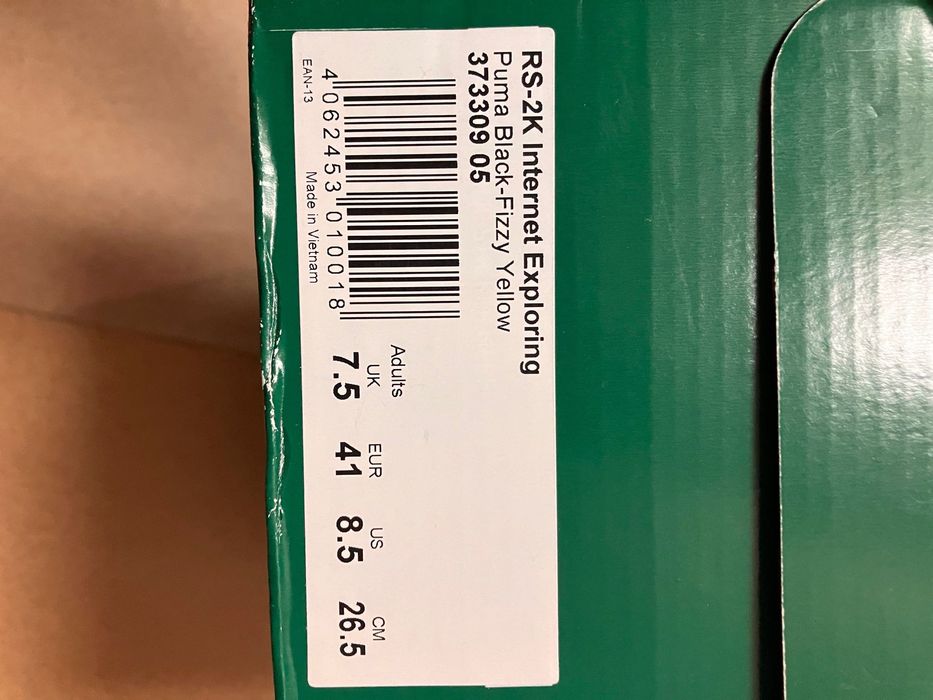 RS-2K Internet Exploring
Puma Black-Fizzy Yellow
373309 05
4 062453 010018
EAN-13
Made in Vietnam
Adults
UK EUR US CM
7.5 41 8.5 26.5